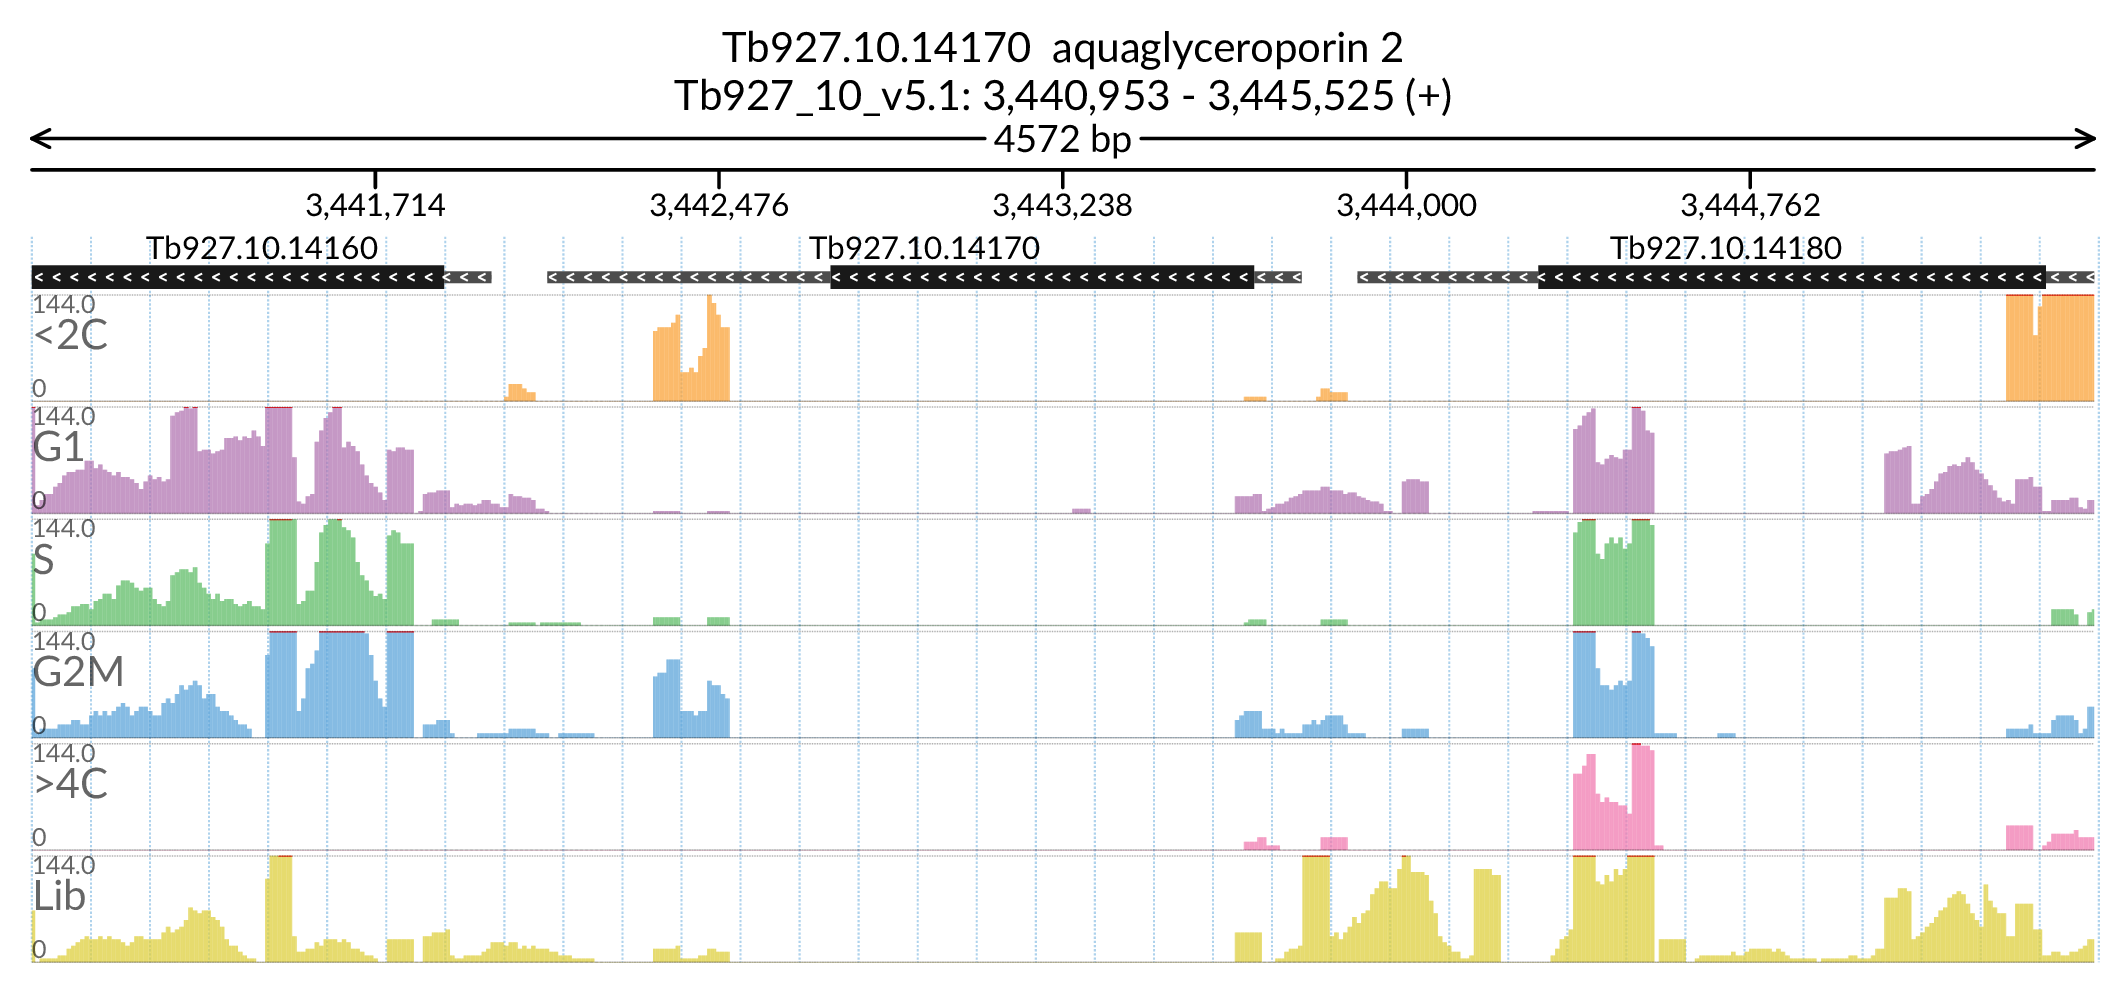 Tb927.10.14170 aquaglyceroporin 2
Tb927_10_v5.1: 3,440,953 - 3,445,525 (+)
4572 bp
3,441,714 3,442,476 3,443,238 3,444,000 3,444,762
Tb927.10.14160 Tb927.10.14170 Tb927.10.14180
144.0
<2C
0
144.0
G1
0
144.0
S
0
144.0
G2M
0
144.0
>4C
0
144.0
Lib
0